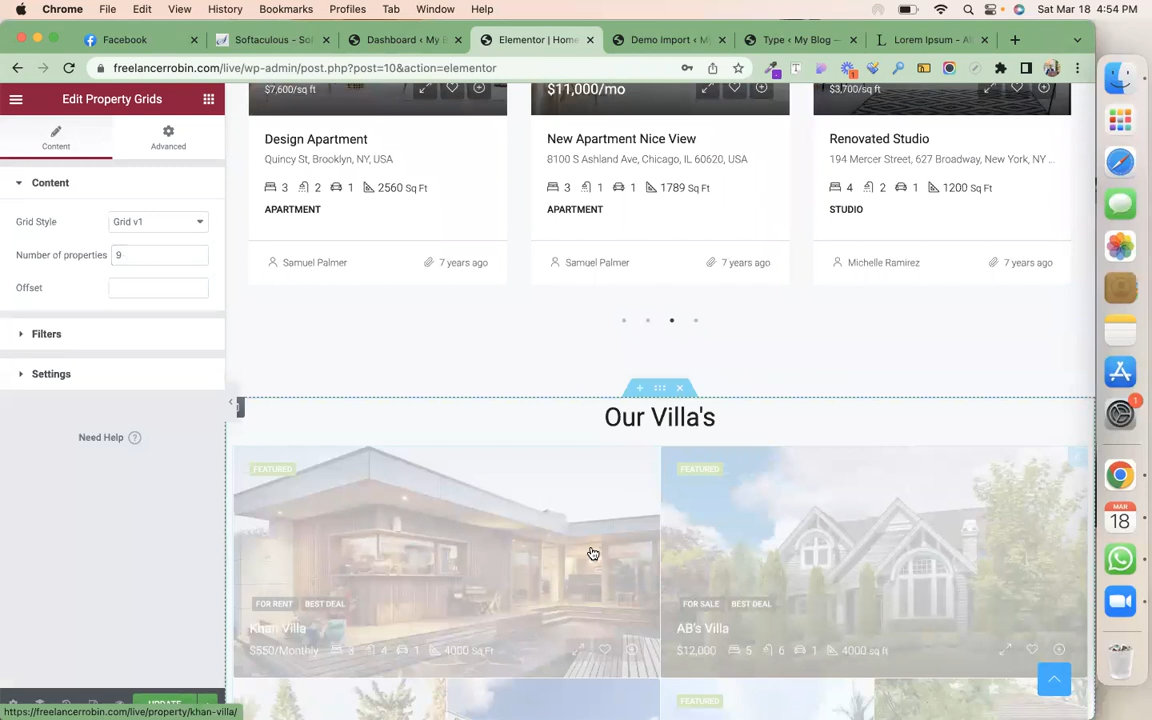 Chrome File Edit View History Bookmarks Profiles Tab Window Help Sat Mar 18 4:54 PM
Facebook Softaculous - So Dashboard < My B Elementor | Home Demo Import < My Type < My Blog — Lorem Ipsum - Al
freelancerrobin.com/live/wp-admin/post.php?post=10&action=elementor
Edit Property Grids
Content Advanced
Content
Grid Style Grid v1
Number of properties 9
Offset
Filters
Settings
Need Help ?
$7,600/sq ft $11,000/mo $3,700/sq ft
Design Apartment New Apartment Nice View Renovated Studio
Quincy St, Brooklyn, NY, USA 8100 S Ashland Ave, Chicago, IL 60620, USA 194 Mercer Street, 627 Broadway, New York, NY ...
3 2 1 2560 Sq Ft 3 1 1 1789 Sq Ft 4 2 1 1200 Sq Ft
APARTMENT APARTMENT STUDIO
Samuel Palmer 7 years ago Samuel Palmer 7 years ago Michelle Ramirez 7 years ago
Our Villa's
FEATURED FEATURED
FOR RENT BEST DEAL FOR SALE BEST DEAL
Khan Villa AB's Villa
$550/Monthly 3 4 1 4000 Sq Ft $12,000 5 6 1 4000 sq ft
FEATURED
UPDATE
https://freelancerrobin.com/live/property/khan-villa/
1
MAR
18